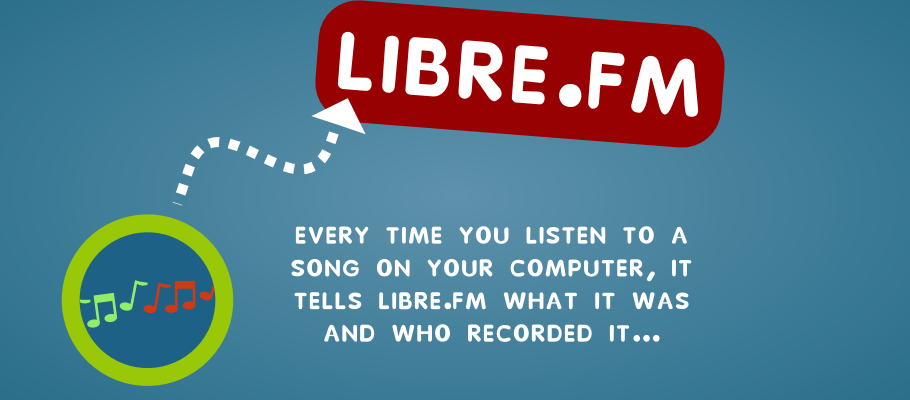 LIBRE.FM
EVERY TIME YOU LISTEN TO A
SONG ON YOUR COMPUTER, IT
TELLS LIBRE.FM WHAT IT WAS
AND WHO RECORDED IT...